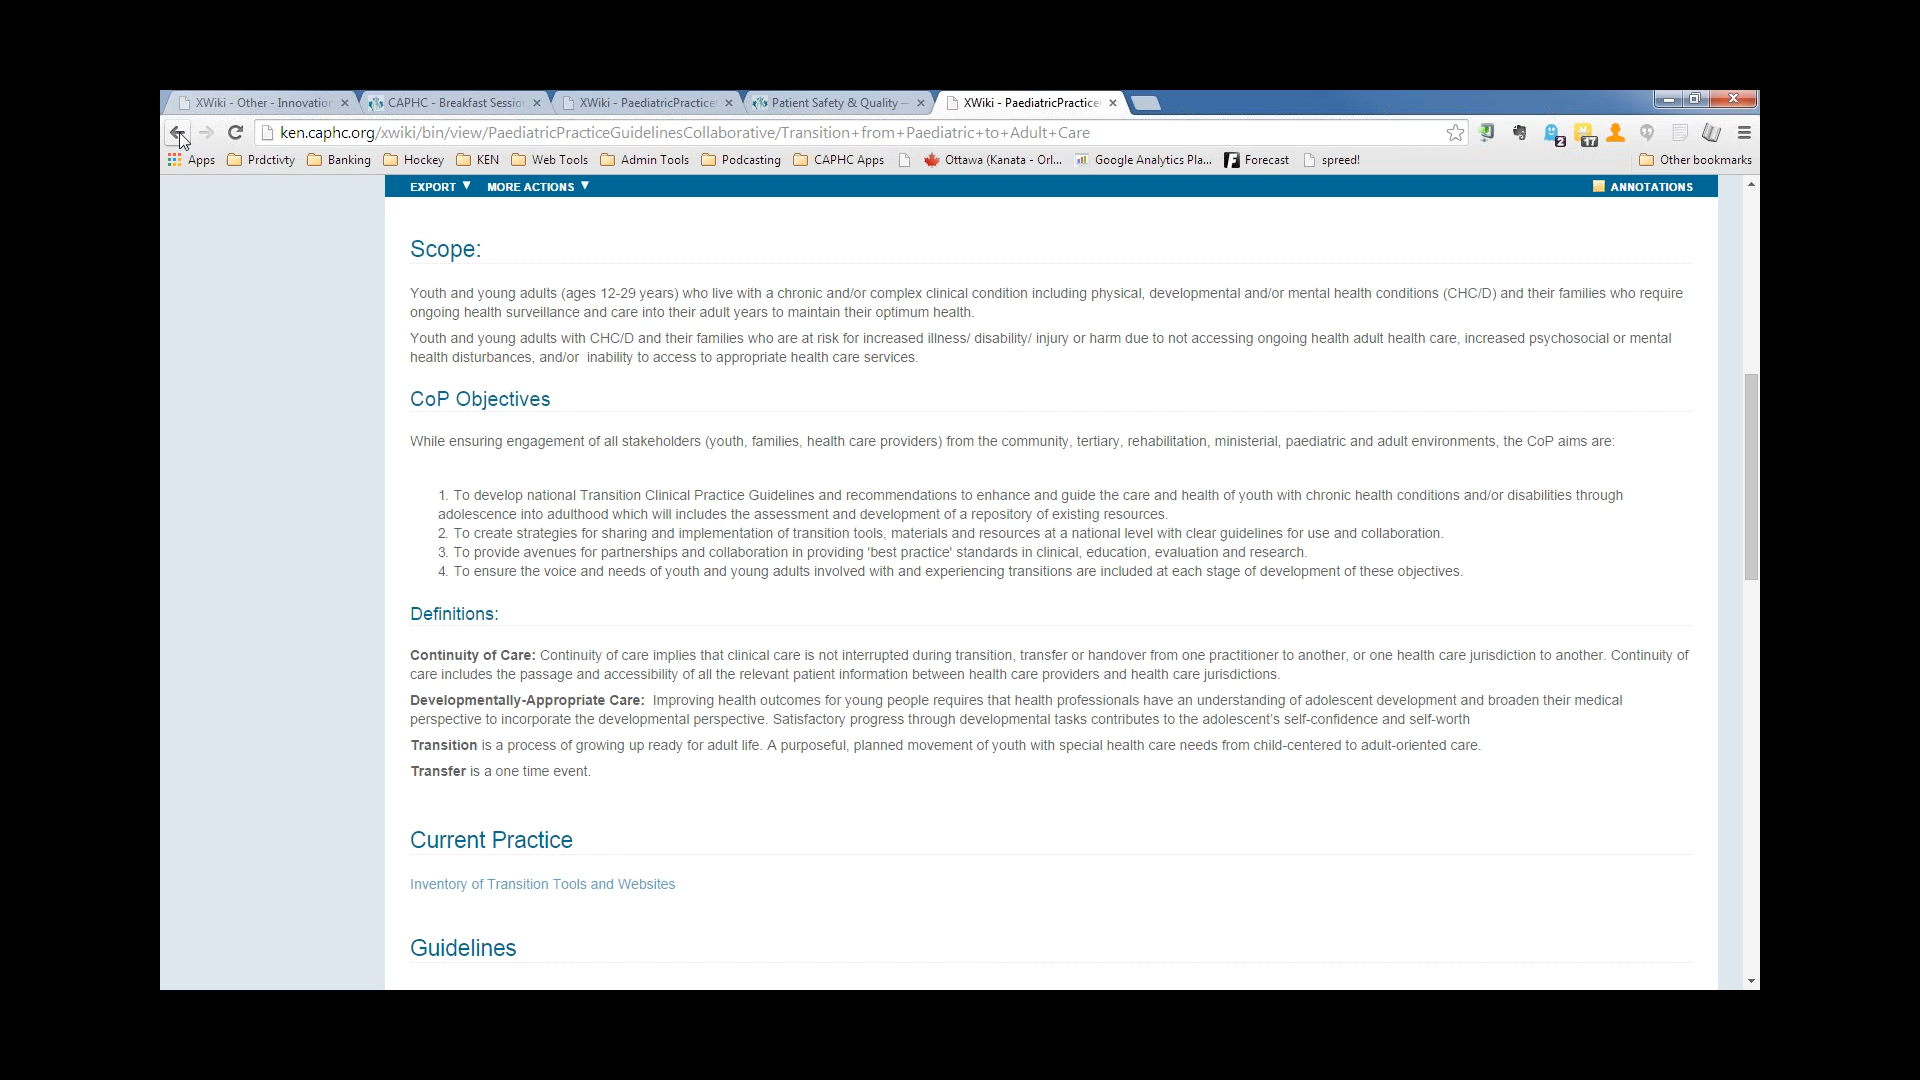 XWiki - Other - Innovation
CAPHC - Breakfast Sessio
XWiki - PaediatricPractice
Patient Safety & Quality –
XWiki - PaediatricPractice
ken.caphc.org/xwiki/bin/view/PaediatricPracticeGuidelinesCollaborative/Transition+from+Paediatric+to+Adult+Care
2
17
Apps Prdctivty Banking Hockey KEN Web Tools Admin Tools Podcasting CAPHC Apps Ottawa (Kanata - Orl... Google Analytics Pla... Forecast spreed! Other bookmarks
EXPORT MORE ACTIONS ANNOTATIONS
Scope:
Youth and young adults (ages 12-29 years) who live with a chronic and/or complex clinical condition including physical, developmental and/or mental health conditions (CHC/D) and their families who require
ongoing health surveillance and care into their adult years to maintain their optimum health.
Youth and young adults with CHC/D and their families who are at risk for increased illness/ disability/ injury or harm due to not accessing ongoing health adult health care, increased psychosocial or mental
health disturbances, and/or inability to access to appropriate health care services.
CoP Objectives
While ensuring engagement of all stakeholders (youth, families, health care providers) from the community, tertiary, rehabilitation, ministerial, paediatric and adult environments, the CoP aims are:
1. To develop national Transition Clinical Practice Guidelines and recommendations to enhance and guide the care and health of youth with chronic health conditions and/or disabilities through
adolescence into adulthood which will includes the assessment and development of a repository of existing resources.
2. To create strategies for sharing and implementation of transition tools, materials and resources at a national level with clear guidelines for use and collaboration.
3. To provide avenues for partnerships and collaboration in providing 'best practice' standards in clinical, education, evaluation and research.
4. To ensure the voice and needs of youth and young adults involved with and experiencing transitions are included at each stage of development of these objectives.
Definitions:
Continuity of Care: Continuity of care implies that clinical care is not interrupted during transition, transfer or handover from one practitioner to another, or one health care jurisdiction to another. Continuity of
care includes the passage and accessibility of all the relevant patient information between health care providers and health care jurisdictions.
Developmentally-Appropriate Care: Improving health outcomes for young people requires that health professionals have an understanding of adolescent development and broaden their medical
perspective to incorporate the developmental perspective. Satisfactory progress through developmental tasks contributes to the adolescent's self-confidence and self-worth
Transition is a process of growing up ready for adult life. A purposeful, planned movement of youth with special health care needs from child-centered to adult-oriented care.
Transfer is a one time event.
Current Practice
Inventory of Transition Tools and Websites
Guidelines